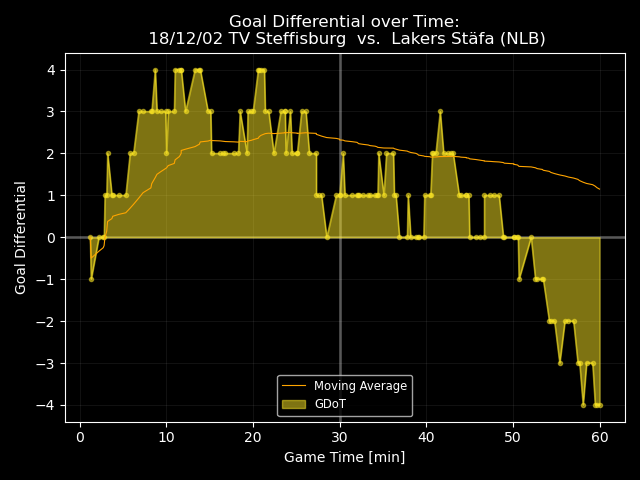 Goal Differential over Time:
18/12/02 TV Steffisburg  vs.  Lakers Stäfa (NLB)
4
3
2
1
0
−1
−2
−3
−4
Goal Differential
Moving Average
GDoT
0 10 20 30 40 50 60
Game Time [min]